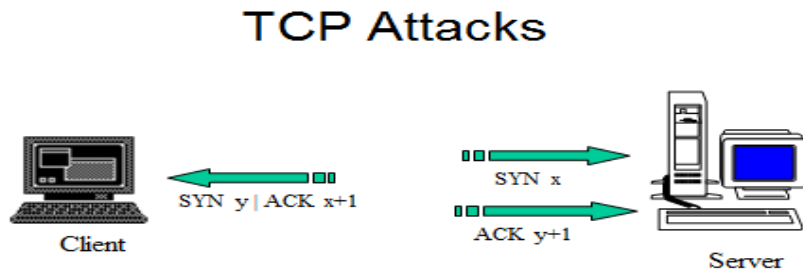 TCP Attacks
SYN x
SYN y | ACK x+1
ACK y+1
Client
Server